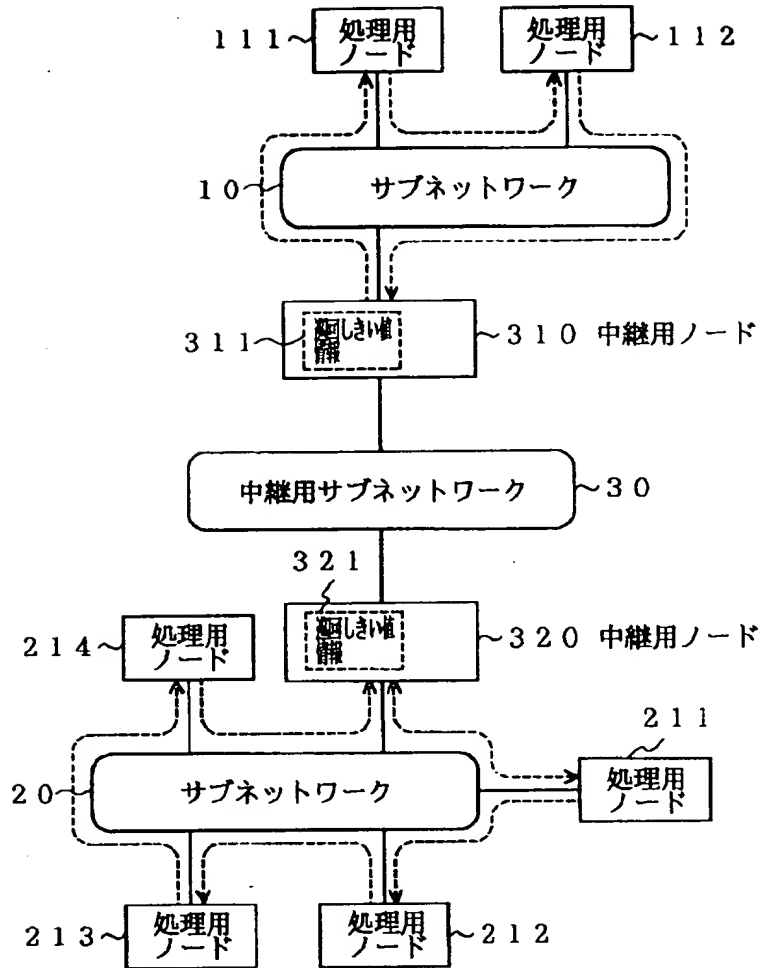 １１１
処理用
ノード
処理用
ノード
１１２
１０
サブネットワーク
３１１
巡回しきい値
情報
３１０ 中継用ノード
中継用サブネットワーク
３０
３２１
巡回しきい値
情報
３２０ 中継用ノード
２１４
処理用
ノード
２１１
処理用
ノード
２０
サブネットワーク
２１３
処理用
ノード
処理用
ノード
２１２